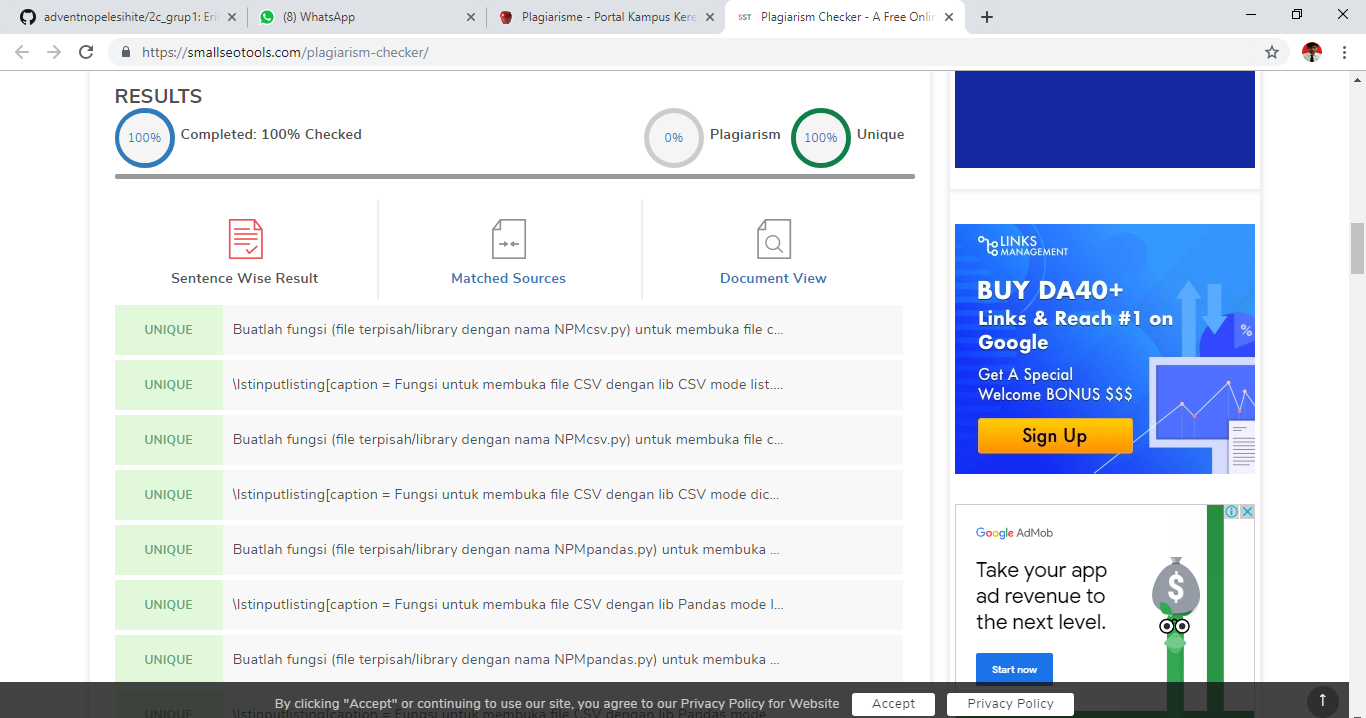 adventnopelesihite/2c_grup1: Eri
(8) WhatsApp
Plagiarisme - Portal Kampus Kere
SST Plagiarism Checker - A Free Onlin
https://smallseotools.com/plagiarism-checker/
RESULTS
100% Completed: 100% Checked
0% Plagiarism
100% Unique
Sentence Wise Result
Matched Sources
Document View
UNIQUE Buatlah fungsi (file terpisah/library dengan nama NPMcsv.py) untuk membuka file c...
UNIQUE \lstinputlisting[caption = Fungsi untuk membuka file CSV dengan lib CSV mode list....
UNIQUE Buatlah fungsi (file terpisah/library dengan nama NPMcsv.py) untuk membuka file c...
UNIQUE \lstinputlisting[caption = Fungsi untuk membuka file CSV dengan lib CSV mode dic...
UNIQUE Buatlah fungsi (file terpisah/library dengan nama NPMpandas.py) untuk membuka ...
UNIQUE \lstinputlisting[caption = Fungsi untuk membuka file CSV dengan lib Pandas mode l...
UNIQUE Buatlah fungsi (file terpisah/library dengan nama NPMpandas.py) untuk membuka ...
UNIQUE \lstinputlisting[caption = Fungsi untuk membuka file CSV dengan lib Pandas mode
LINKS
MANAGEMENT
BUY DA40+
Links & Reach #1 on
Google
Get A Special
Welcome BONUS $$$
Sign Up
%
Google AdMob
Take your app
ad revenue to
the next level.
Start now
$
By clicking "Accept" or continuing to use our site, you agree to our Privacy Policy for Website
Accept
Privacy Policy